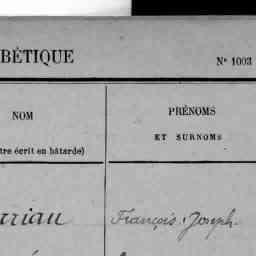 BÉTIQUE
N° 1003
NOM
tre écrit en bâtarde)
PRÉNOMS
ET SURNOMS
rriau
François Joseph